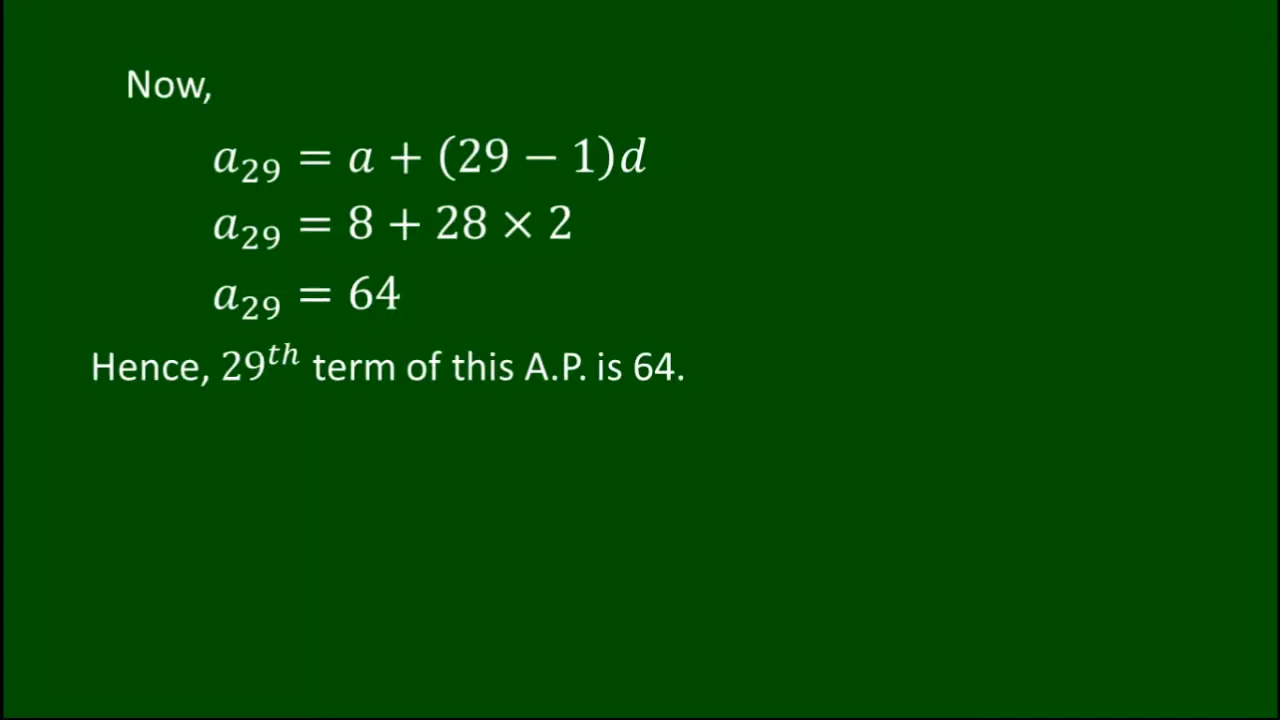 Now,
a₂₉ = a + (29 − 1)d
a₂₉ = 8 + 28 × 2
a₂₉ = 64
Hence, 29ᵗʰ term of this A.P. is 64.